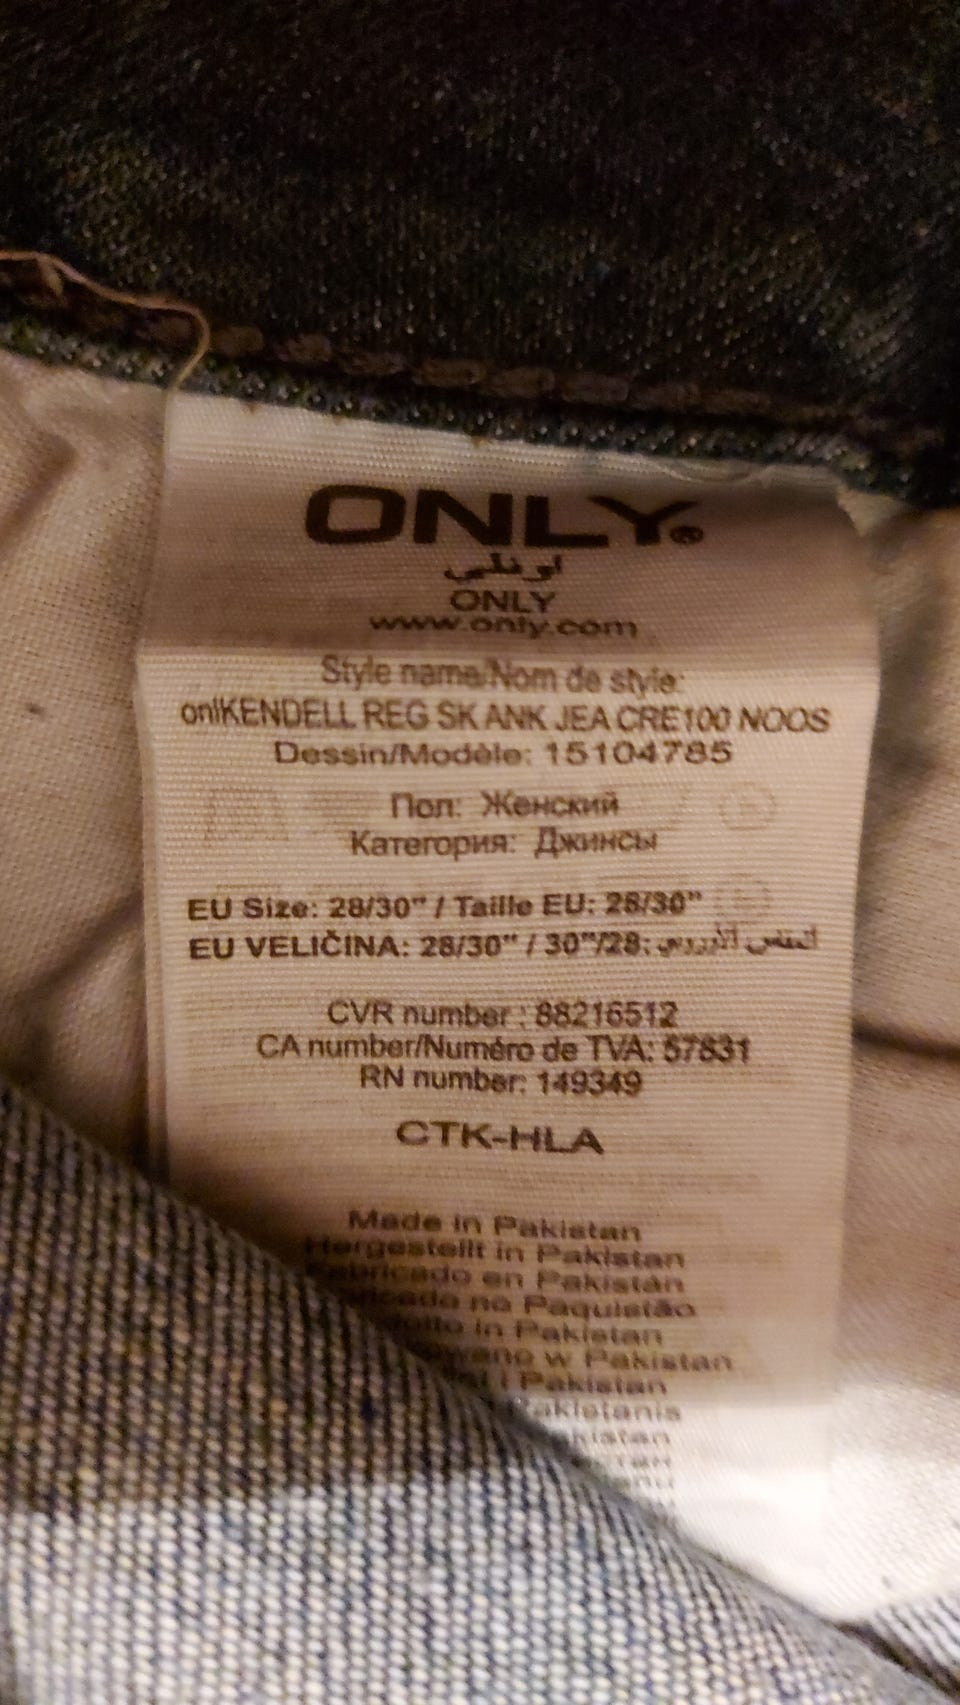 ONLY®
اونلي
ONLY
www.only.com
Style name/Nom de style:
onlKENDELL REG SK ANK JEA CRE100 NOOS
Dessin/Modèle: 15104785
Пол: Женский
Категория: Джинсы
EU Size: 28/30" / Taille EU: 28/30"
EU VELIČINA: 28/30" / 30"/28: المقاس الأوروبي
CVR number : 88216512
CA number/Numéro de TVA: 57831
RN number: 149349
CTK-HLA
Made in Pakistan
Hergestellt in Pakistan
Fabricado en Pakistán
no Paquistão
in Pakistan
w Pakistan
i Pakistan